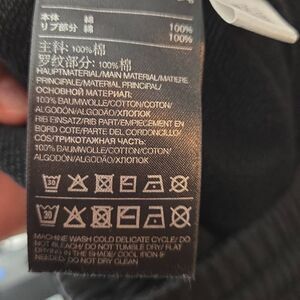 本体 綿 100%
リブ部分 綿 100%
主料: 100%棉
罗纹部分: 100%棉
HAUPTMATERIAL/MAIN MATERIAL/MATIERE
PRINCIPALE/MATERIAL PRINCIPAL/
ОСНОВНОЙ МАТЕРИАЛ:
100% BAUMWOLLE/COTTON/COTON/
ALGODÓN/ALGODÃO/ХЛОПОК
RIB EINSATZ/RIB PART/EMPIECEMENT EN
BORD COTE/PARTE DEL CORDONCILLO/
CÓS/ТРИКОТАЖНАЯ ЧАСТЬ:
100% BAUMWOLLE/COTTON/COTON/
ALGODÓN/ALGODÃO/ХЛОПОК
30
30
MACHINE WASH COLD DELICATE CYCLE/ DO
NOT BLEACH/ DO NOT TUMBLE DRY/ FLAT
DRYING IN THE SHADE/ COOL IRON IF
NEEDED/ DO NOT DRY CLEAN